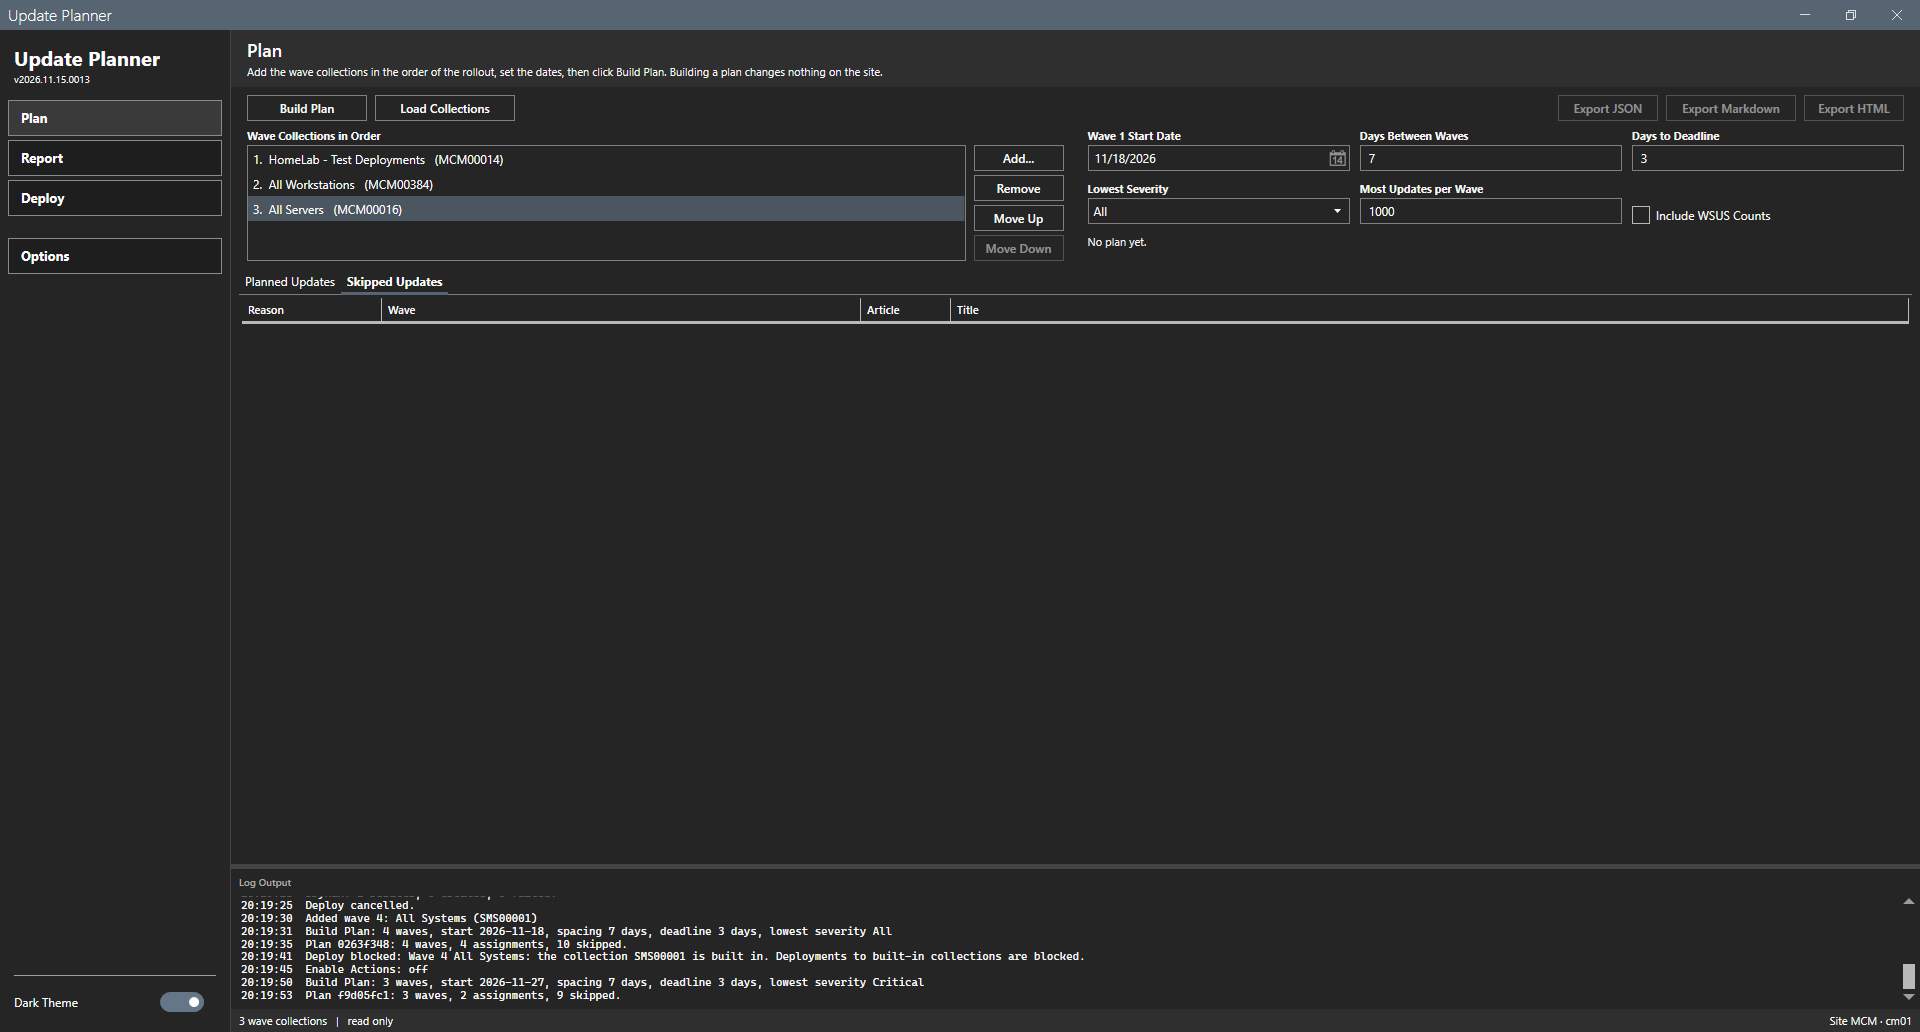 Update Planner
Update Planner
v2026.11.15.0013
Plan
Report
Deploy
Options
Dark Theme
Plan
Add the wave collections in the order of the rollout, set the dates, then click Build Plan. Building a plan changes nothing on the site.
Build Plan
Load Collections
Export JSON
Export Markdown
Export HTML
Wave Collections in Order
1. HomeLab - Test Deployments (MCM00014)
2. All Workstations (MCM00384)
3. All Servers (MCM00016)
Add...
Remove
Move Up
Move Down
Wave 1 Start Date
11/18/2026
14
Days Between Waves
7
Days to Deadline
3
Lowest Severity
All
Most Updates per Wave
1000
Include WSUS Counts
No plan yet.
Planned Updates
Skipped Updates
Reason
Wave
Article
Title
Log Output
20:19:25 Deploy cancelled.
20:19:30 Added wave 4: All Systems (SMS00001)
20:19:31 Build Plan: 4 waves, start 2026-11-18, spacing 7 days, deadline 3 days, lowest severity All
20:19:35 Plan 0263f348: 4 waves, 4 assignments, 10 skipped.
20:19:41 Deploy blocked: Wave 4 All Systems: the collection SMS00001 is built in. Deployments to built-in collections are blocked.
20:19:45 Enable Actions: off
20:19:50 Build Plan: 3 waves, start 2026-11-27, spacing 7 days, deadline 3 days, lowest severity Critical
20:19:53 Plan f9d05fc1: 3 waves, 2 assignments, 9 skipped.
3 wave collections | read only
Site MCM · cm01